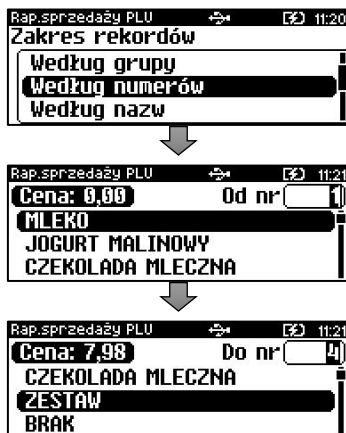 Rap.sprzedaży PLU 11:20
Zakres rekordów
Według grupy
Według numerów
Według nazw
Rap.sprzedaży PLU 11:21
Cena: 0,00 Od nr 1
MLEKO
JOGURT MALINOWY
CZEKOLADA MLECZNA
Rap.sprzedaży PLU 11:21
Cena: 7,98 Do nr 4
CZEKOLADA MLECZNA
ZESTAW
BRAK